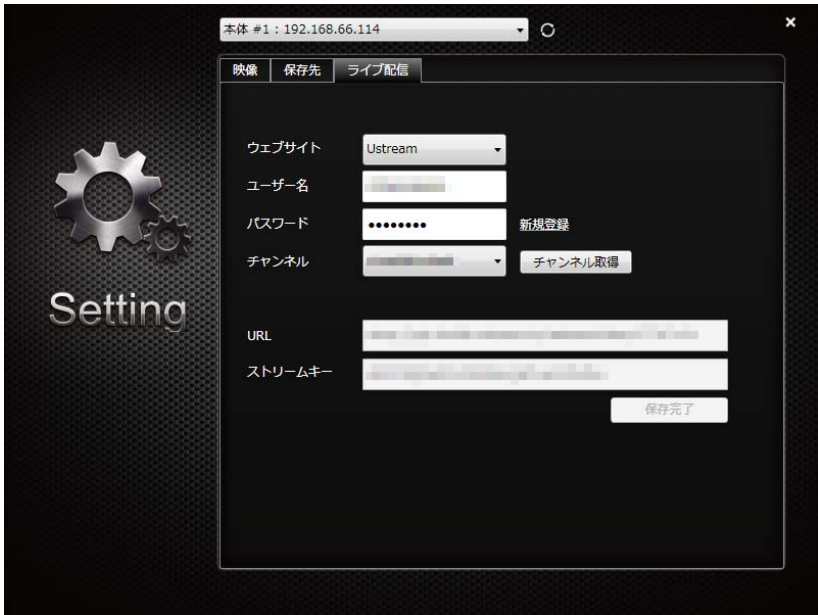 本体 #1 : 192.168.66.114
映像 保存先 ライブ配信
ウェブサイト Ustream
ユーザー名
パスワード ●●●●●●●● 新規登録
チャンネル チャンネル取得
Setting
URL
ストリームキー
保存完了